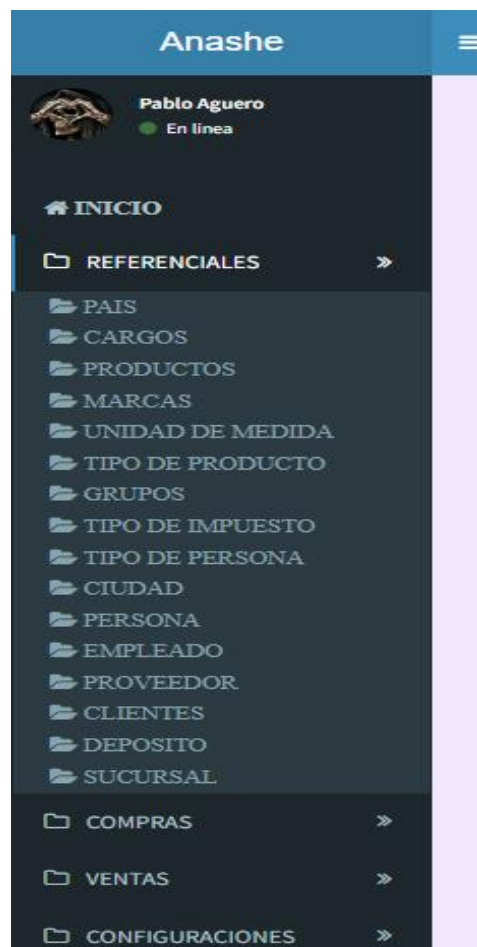 Anashe
Pablo Aguero
En linea
INICIO
REFERENCIALES
PAIS
CARGOS
PRODUCTOS
MARCAS
UNIDAD DE MEDIDA
TIPO DE PRODUCTO
GRUPOS
TIPO DE IMPUESTO
TIPO DE PERSONA
CIUDAD
PERSONA
EMPLEADO
PROVEEDOR
CLIENTES
DEPOSITO
SUCURSAL
COMPRAS
VENTAS
CONFIGURACIONES